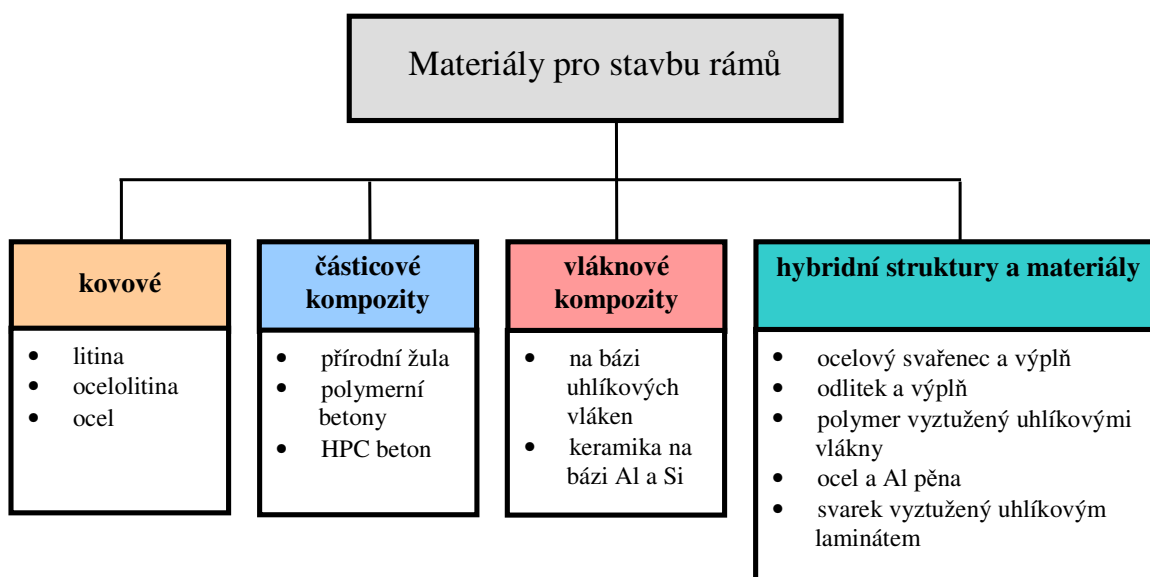 Materiály pro stavbu rámů
kovové
• litina
• ocelolitina
• ocel
částicové
kompozity
• přírodní žula
• polymerní
betony
• HPC beton
vláknové
kompozity
• na bázi
uhlíkových
vláken
• keramika na
bázi Al a Si
hybridní struktury a materiály
• ocelový svařenec a výplň
• odlitek a výplň
• polymer vyztužený uhlíkovými
vlákny
• ocel a Al pěna
• svarek vyztužený uhlíkovým
laminátem